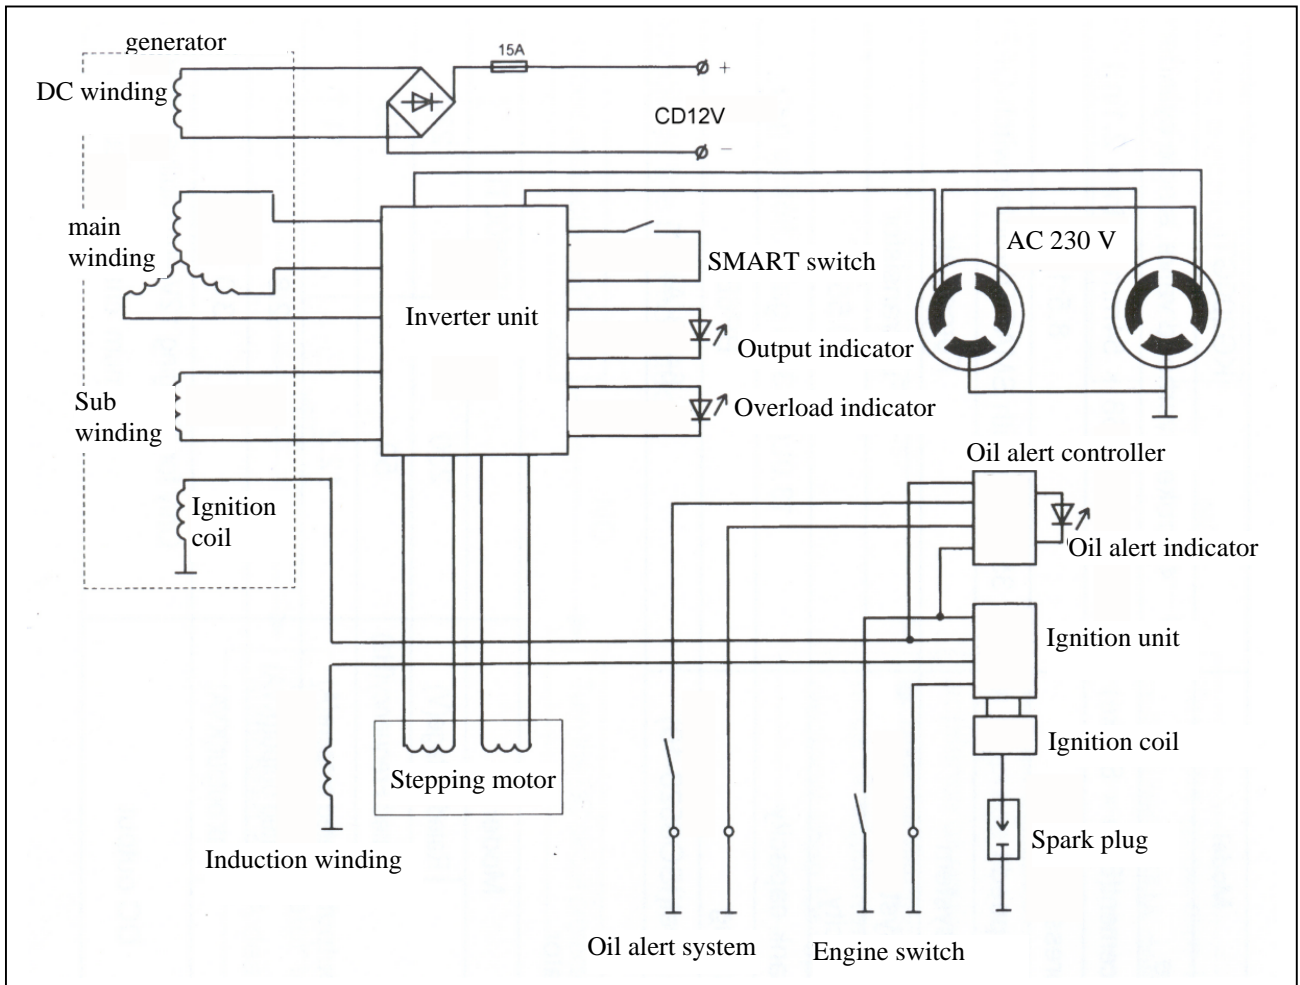 generator
15A
DC winding
+
CD12V
−
main
winding
AC 230 V
SMART switch
Inverter unit
Output indicator
Sub
winding
Overload indicator
Oil alert controller
Ignition
coil
Oil alert indicator
Ignition unit
Ignition coil
Stepping motor
Spark plug
Induction winding
Oil alert system
Engine switch